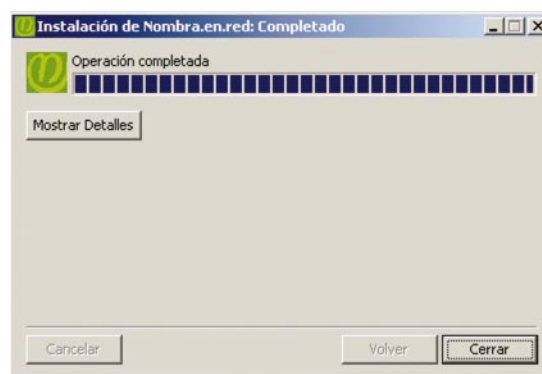 Instalación de Nombra.en.red: Completado
Operación completada
Mostrar Detalles
Cancelar
Volver
Cerrar